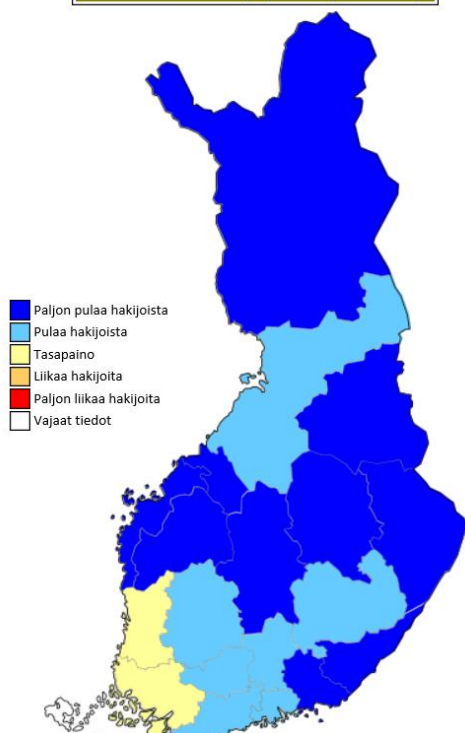 Paljon pulaa hakijoista
Pulaa hakijoista
Tasapaino
Liikaa hakijoita
Paljon liikaa hakijoita
Vajaat tiedot